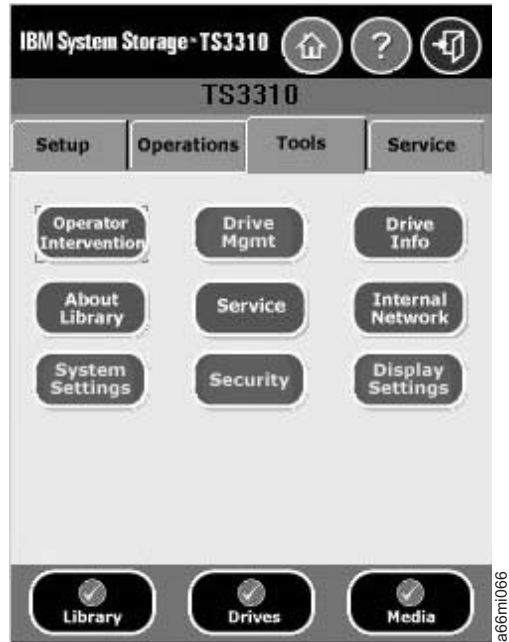 IBM System Storage™ TS3310
?
TS3310
Setup Operations Tools Service
Operator
Intervention
Drive
Mgmt
Drive
Info
About
Library
Service
Internal
Network
System
Settings
Security
Display
Settings
Library
Drives
Media
a66mi066